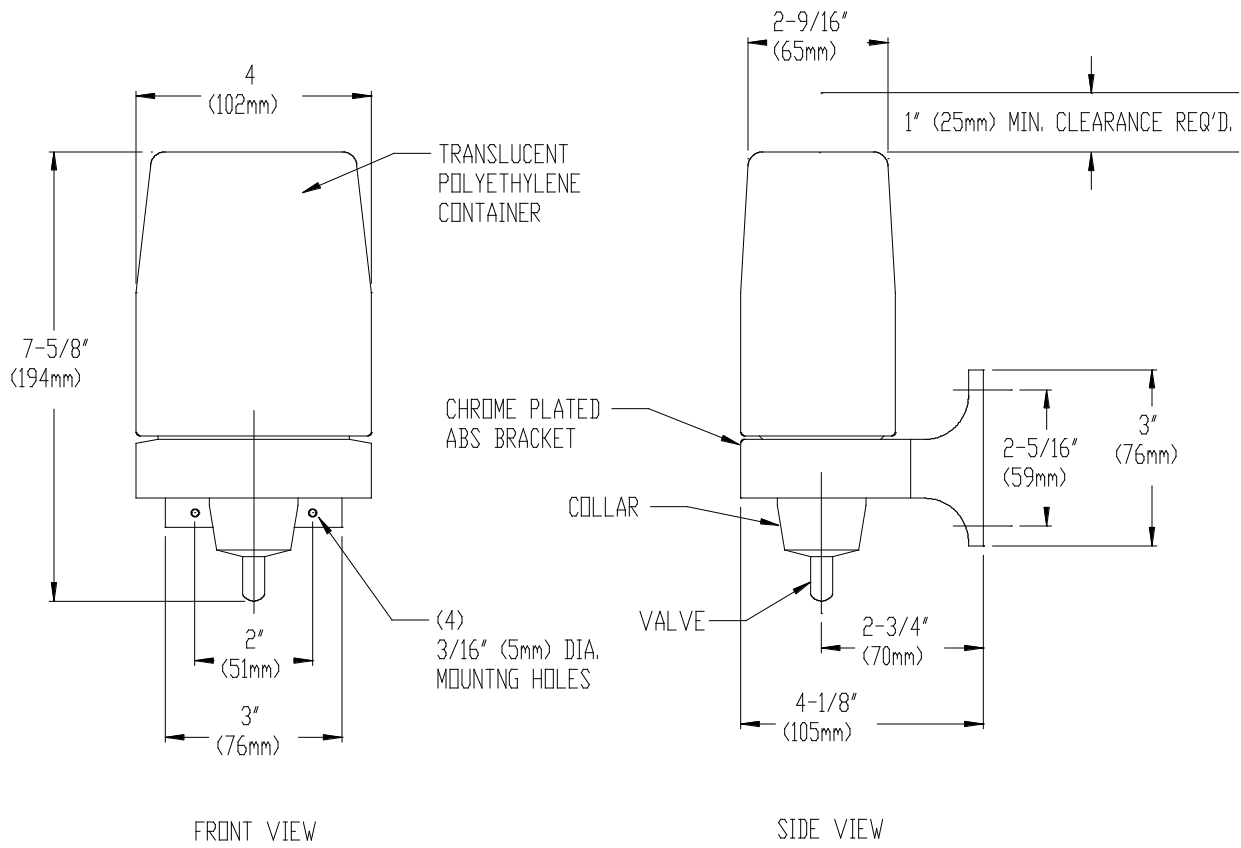 4
(102mm)
TRANSLUCENT
POLYETHYLENE
CONTAINER
7-5/8"
(194mm)
(4)
3/16" (5mm) DIA.
MOUNTNG HOLES
2"
(51mm)
3"
(76mm)
FRONT VIEW
2-9/16"
(65mm)
1" (25mm) MIN. CLEARANCE REQ'D.
CHROME PLATED
ABS BRACKET
COLLAR
VALVE
2-5/16"
(59mm)
3"
(76mm)
2-3/4"
(70mm)
4-1/8"
(105mm)
SIDE VIEW